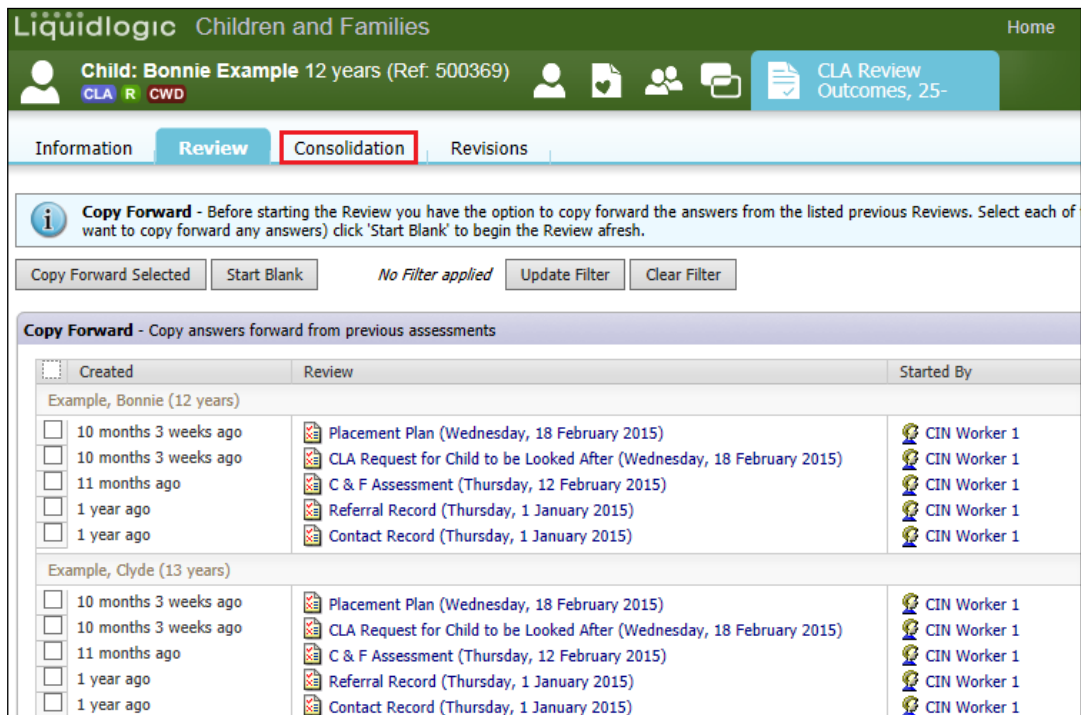 Liquidlogic Children and Families Home
Child: Bonnie Example 12 years (Ref: 500369)
CLA R CWD
CLA Review
Outcomes, 25-
Information Review Consolidation Revisions
Copy Forward - Before starting the Review you have the option to copy forward the answers from the listed previous Reviews. Select each of
want to copy forward any answers) click 'Start Blank' to begin the Review afresh.
Copy Forward Selected Start Blank No Filter applied Update Filter Clear Filter
Copy Forward - Copy answers forward from previous assessments
Created Review Started By
Example, Bonnie (12 years)
10 months 3 weeks ago Placement Plan (Wednesday, 18 February 2015) CIN Worker 1
10 months 3 weeks ago CLA Request for Child to be Looked After (Wednesday, 18 February 2015) CIN Worker 1
11 months ago C & F Assessment (Thursday, 12 February 2015) CIN Worker 1
1 year ago Referral Record (Thursday, 1 January 2015) CIN Worker 1
1 year ago Contact Record (Thursday, 1 January 2015) CIN Worker 1
Example, Clyde (13 years)
10 months 3 weeks ago Placement Plan (Wednesday, 18 February 2015) CIN Worker 1
10 months 3 weeks ago CLA Request for Child to be Looked After (Wednesday, 18 February 2015) CIN Worker 1
11 months ago C & F Assessment (Thursday, 12 February 2015) CIN Worker 1
1 year ago Referral Record (Thursday, 1 January 2015) CIN Worker 1
1 year ago Contact Record (Thursday, 1 January 2015) CIN Worker 1